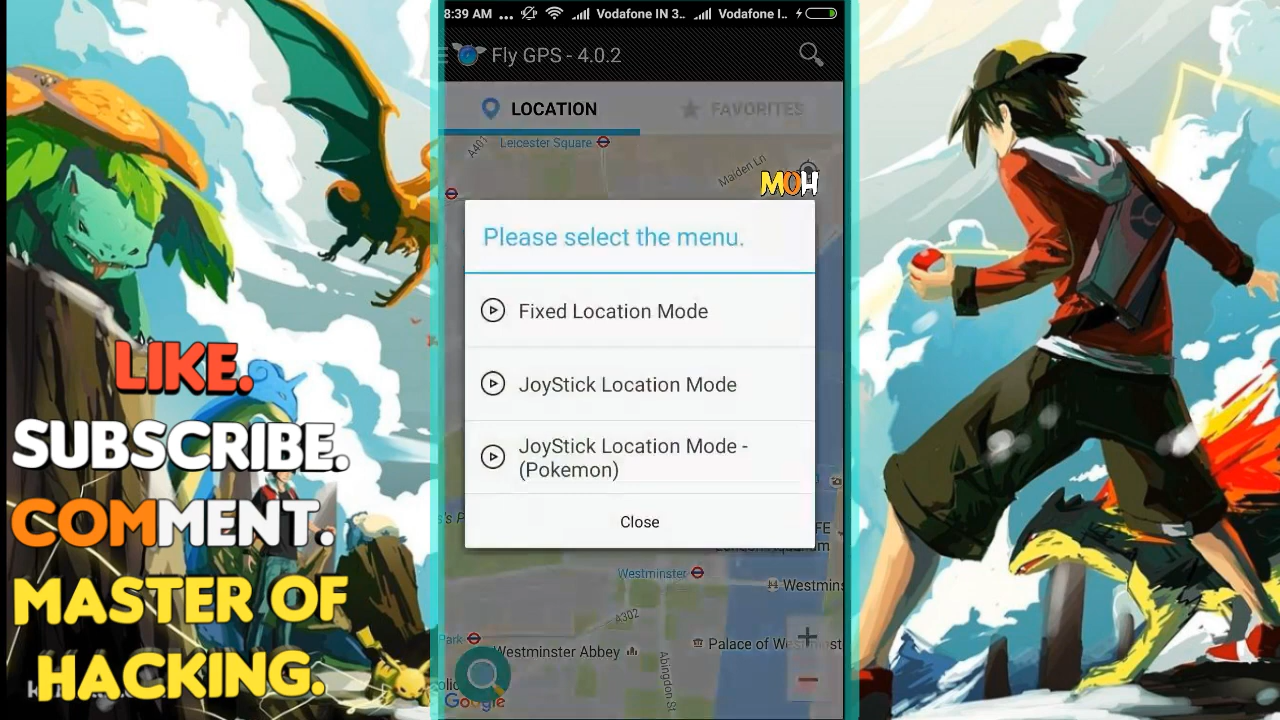 8:39 AM ... Vodafone IN 3.. Vodafone I..
Fly GPS - 4.0.2
LOCATION
FAVORITES
A401
Leicester Square
Maiden Ln
MOH
Please select the menu.
Fixed Location Mode
JoyStick Location Mode
JoyStick Location Mode -
(Pokemon)
Close
Westminster
Westmins
A302
Park
Westminster Abbey
Palace of Westminst
Abingdon St
Google
LIKE.
SUBSCRIBE.
COMMENT.
MASTER OF
HACKING.